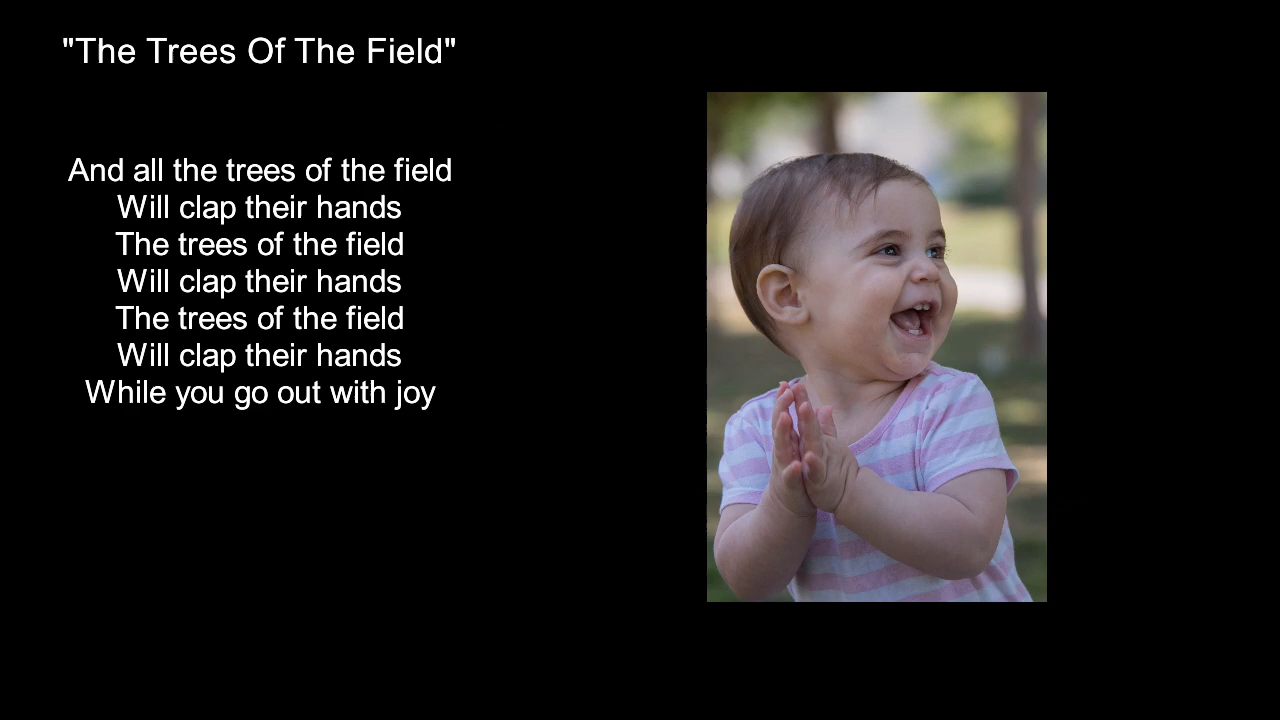 "The Trees Of The Field"
And all the trees of the field
Will clap their hands
The trees of the field
Will clap their hands
The trees of the field
Will clap their hands
While you go out with joy